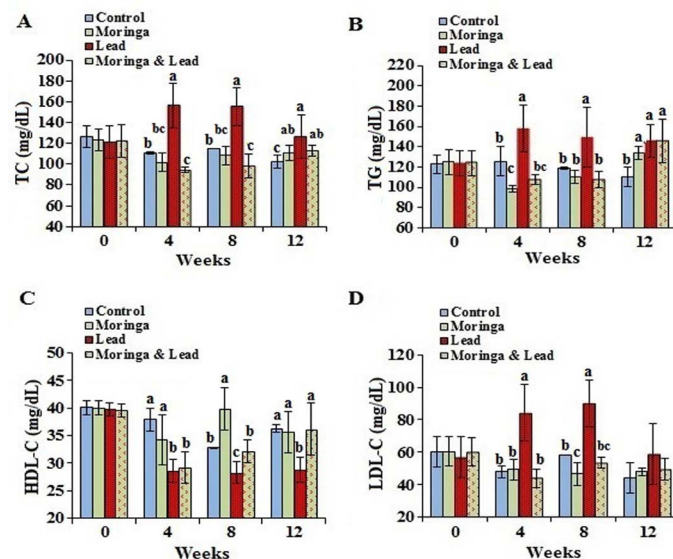 A
Control
Moringa
Lead
Moringa & Lead
TC (mg/dL)
180
160
140
120
100
80
60
40
b bc a c
b bc a c
c ab a ab
0 4 8 12
Weeks
B
Control
Moringa
Lead
Moringa & Lead
TG (mg/dL)
220
200
180
160
140
120
100
80
60
b c a bc
b b a b
b a a a
0 4 8 12
Weeks
C
Control
Moringa
Lead
Moringa & Lead
HDL-C (mg/dL)
50
45
40
35
30
25
20
15
a a b b
b a c b
a a b a
0 4 8 12
Weeks
D
Control
Moringa
Lead
Moringa & Lead
LDL-C (mg/dL)
120
100
80
60
40
20
b b a b
b c a bc
0 4 8 12
Weeks